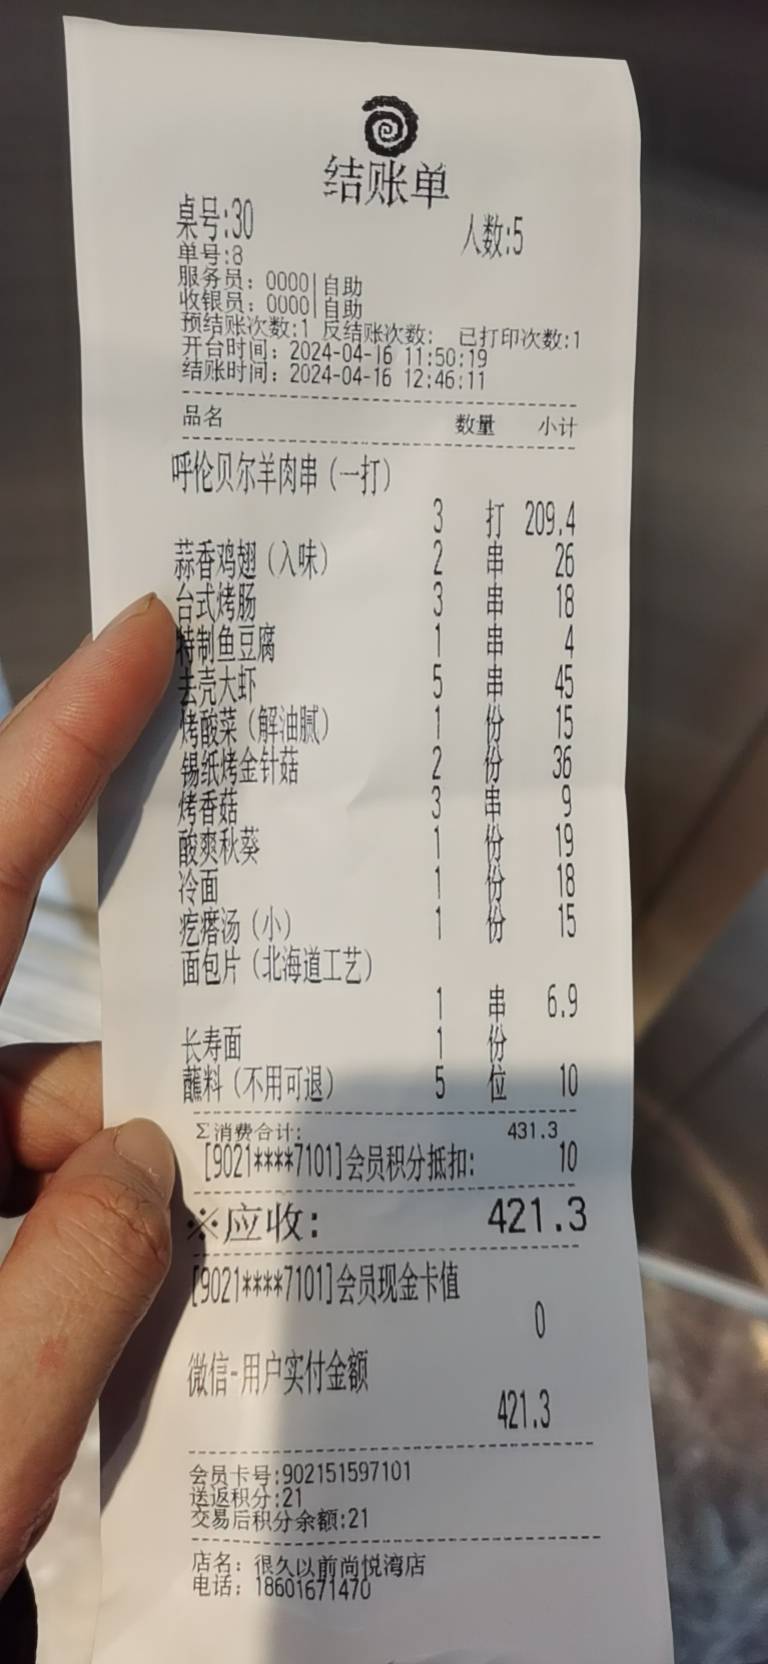 结账单
桌号:30 人数:5
单号:8
服务员: 0000|自助
收银员: 0000|自助
预结账次数:1 反结账次数: 已打印次数:1
开台时间: 2024-04-16 11:50:19
结账时间: 2024-04-16 12:46:11
品名 数量 小计
呼伦贝尔羊肉串(一打)
3 打 209.4
蒜香鸡翅(入味) 2 串 26
台式烤肠 3 串 18
特制鱼豆腐 1 串 4
去壳大虾 5 串 45
烤酸菜(解油腻) 1 份 15
锡纸烤金针菇 2 份 36
烤香菇 3 串 9
酸爽秋葵 1 份 19
冷面 1 份 18
疙瘩汤(小) 1 份 15
面包片(北海道工艺)
1 串 6.9
长寿面 1 份
蘸料(不用可退) 5 位 10
Σ消费合计: 431.3
[9021****7101]会员积分抵扣: 10
※应收: 421.3
[9021****7101]会员现金卡值
0
微信-用户实付金额
421.3
会员卡号:902151597101
送返积分:21
交易后积分余额:21
店名: 很久以前尚悦湾店
电话: 18601671470